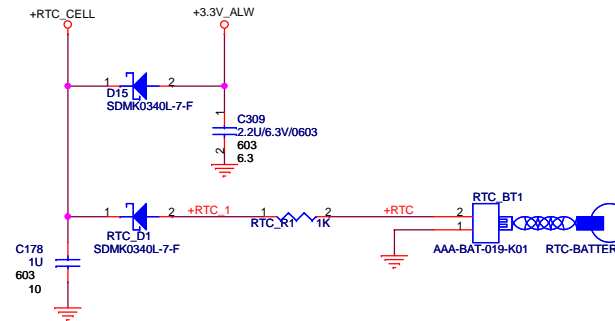 +RTC_CELL
+3.3V_ALW
1
2
D15
SDMK0340L-7-F
1
C309
2.2U/6.3V/0603
2
603
6.3
1
2
+RTC_1
1
2
+RTC
RTC_BT1
2
1
RTC_R1
1K
RTC_D1
SDMK0340L-7-F
AAA-BAT-019-K01
RTC-BATTER
C178
1U
603
10